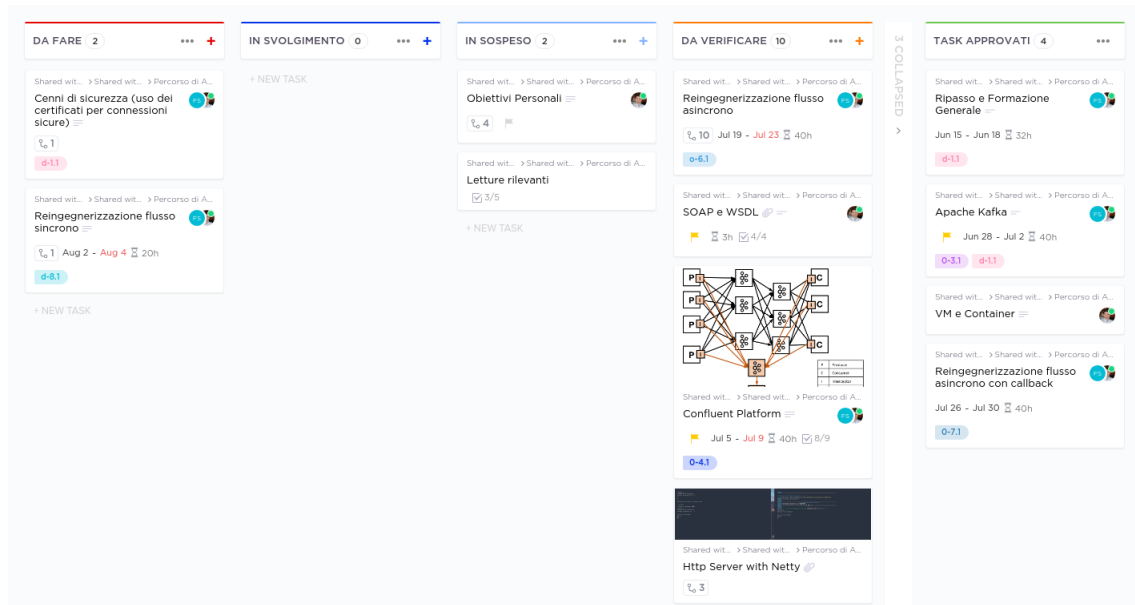 DA FARE 2
Shared wit... > Shared wit... > Percorso di A...
Cenni di sicurezza (uso dei
certificati per connessioni
sicure)
FS
1
d-1.1
Shared wit... > Shared wit... > Percorso di A...
Reingegnerizzazione flusso
sincrono
FS
1 Aug 2 - Aug 4 20h
d-8.1
+ NEW TASK
IN SVOLGIMENTO 0
+ NEW TASK
IN SOSPESO 2
Shared wit... > Shared wit... > Percorso di A...
Obiettivi Personali
4
Shared wit... > Shared wit... > Percorso di A...
Letture rilevanti
3/5
+ NEW TASK
DA VERIFICARE 10
Shared wit... > Shared wit... > Percorso di A...
Reingegnerizzazione flusso
asincrono
FS
10 Jul 19 - Jul 23 40h
o-6.1
Shared wit... > Shared wit... > Percorso di A...
SOAP e WSDL
3h 4/4
P I C
P I C
P I
P I C
Shared wit... > Shared wit... > Percorso di A...
Confluent Platform
FS
Jul 5 - Jul 9 40h 8/9
0-4.1
Shared wit... > Shared wit... > Percorso di A...
Http Server with Netty
3
3 COLLAPSED
TASK APPROVATI 4
Shared wit... > Shared wit... > Percorso di A...
Ripasso e Formazione
Generale
FS
Jun 15 - Jun 18 32h
d-1.1
Shared wit... > Shared wit... > Percorso di A...
Apache Kafka
FS
Jun 28 - Jul 2 40h
0-3.1 d-1.1
Shared wit... > Shared wit... > Percorso di A...
VM e Container
Shared wit... > Shared wit... > Percorso di A...
Reingegnerizzazione flusso
asincrono con callback
FS
Jul 26 - Jul 30 40h
0-7.1